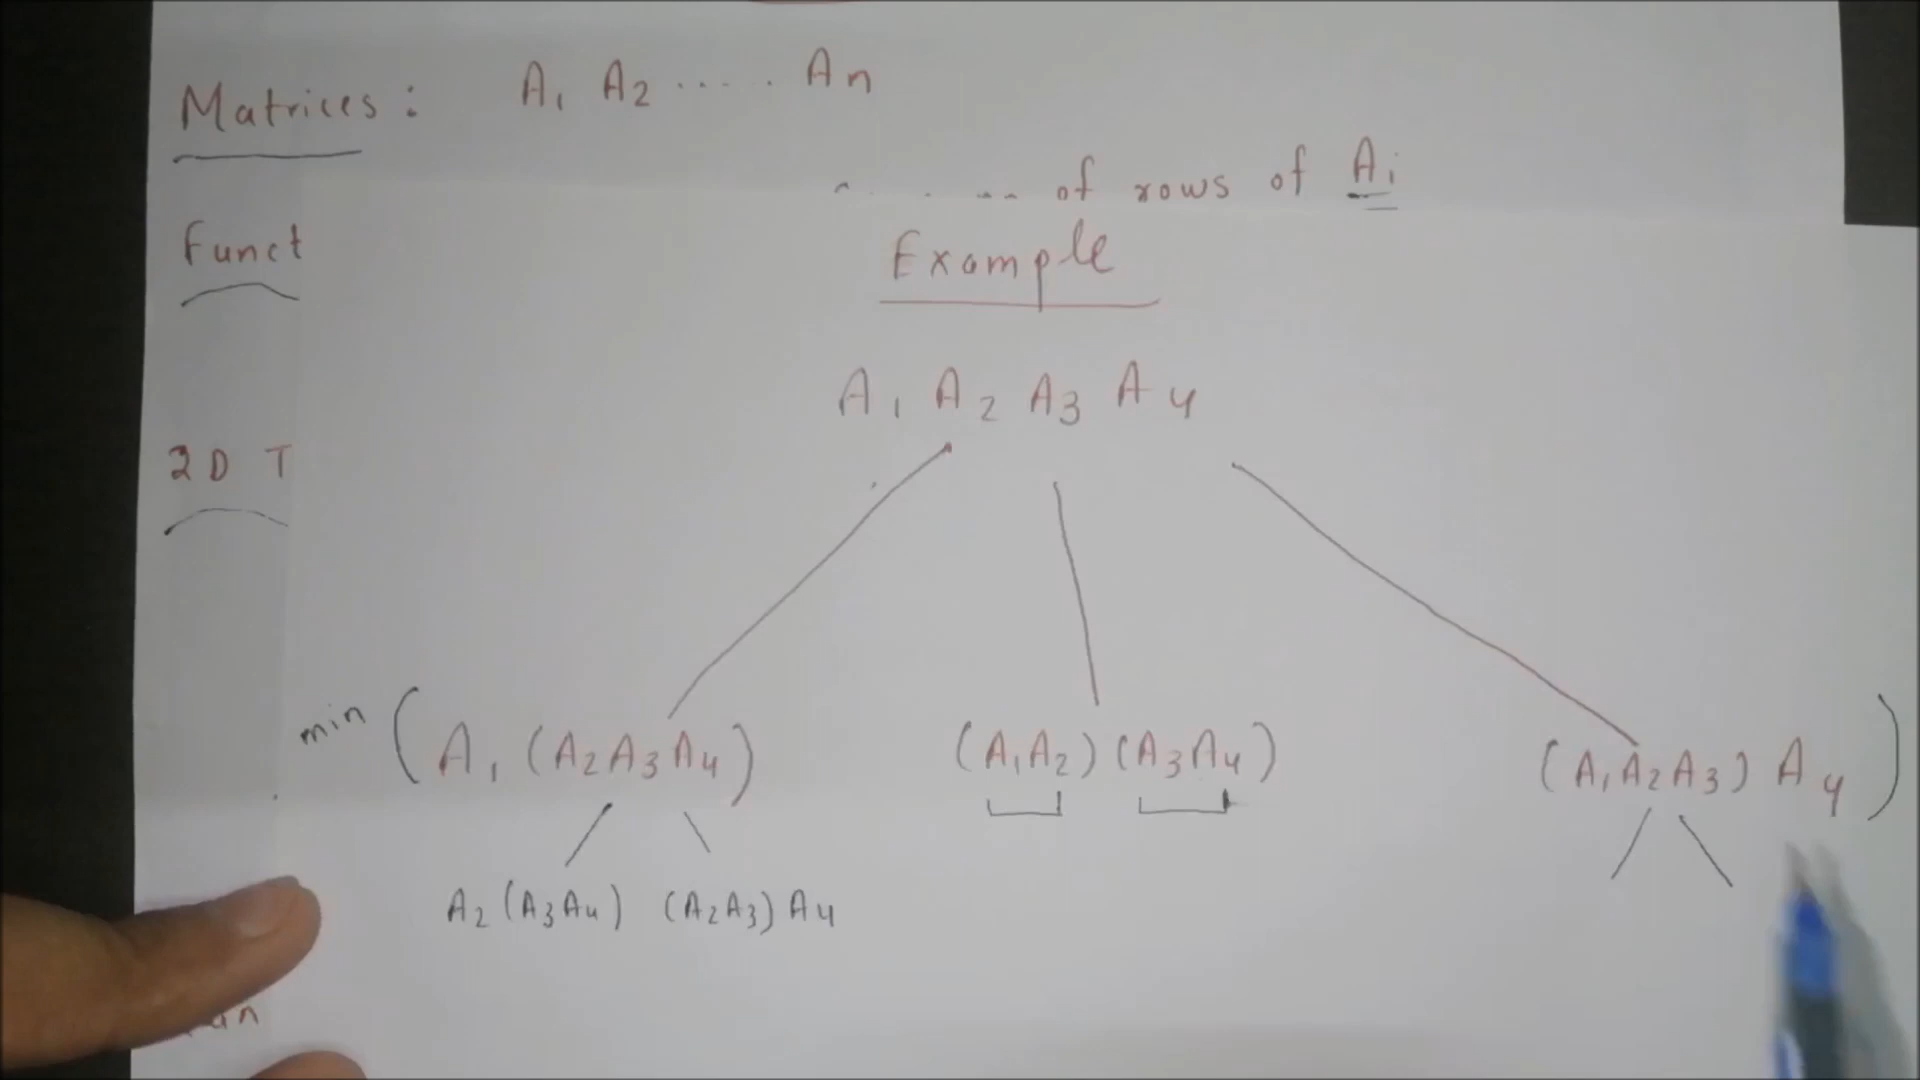 Matrices: A1 A2 ..... An
of rows of Ai
Funct
Example
A1 A2 A3 A4
2D T
min ( A1 (A2A3A4) (A1A2) (A3A4) (A1A2A3) A4 )
A2 (A3A4) (A2A3) A4